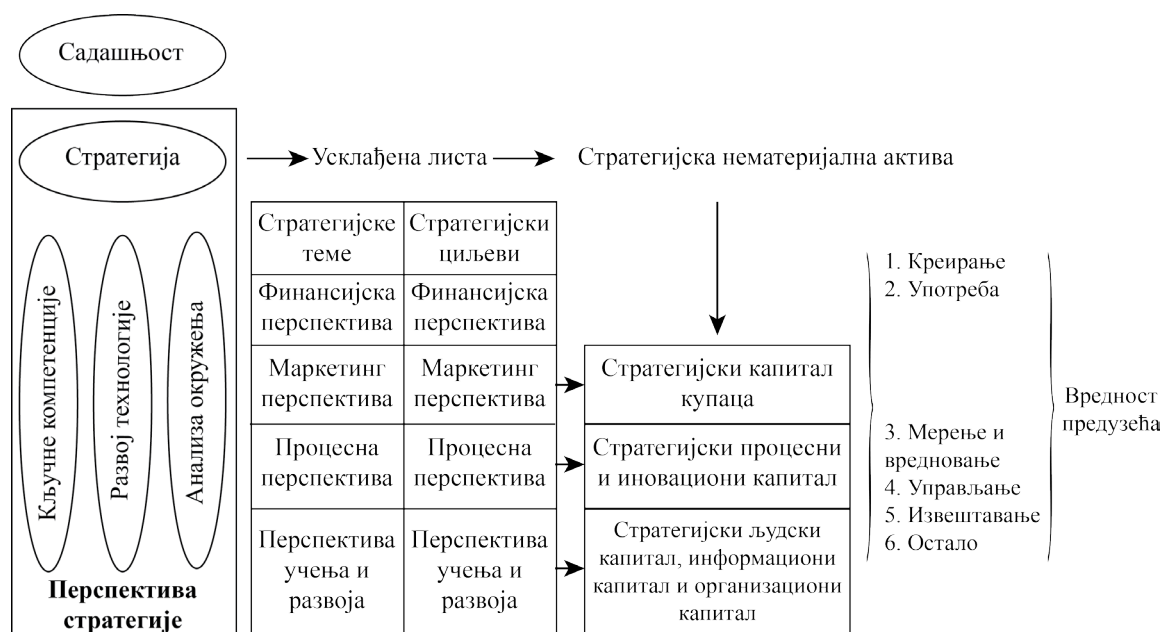 Садашњост
Стратегија
Усклађена листа
Стратегијска нематеријална актива
Кључне компетенције
Развој технологије
Анализа окружења
Перспектива
стратегије
Стратегијске
теме
Стратегијски
циљеви
Финансијска
перспектива
Финансијска
перспектива
Маркетинг
перспектива
Маркетинг
перспектива
Процесна
перспектива
Процесна
перспектива
Перспектива
учења и
развоја
Перспектива
учења и
развоја
Стратегијски капитал
купаца
Стратегијски процесни
и иновациони капитал
Стратегијски људски
капитал, информациони
капитал и организациони
капитал
1. Креирање
2. Употреба
3. Мерење и
вредновање
4. Управљање
5. Извештавање
6. Остало
Вредност
предузећа